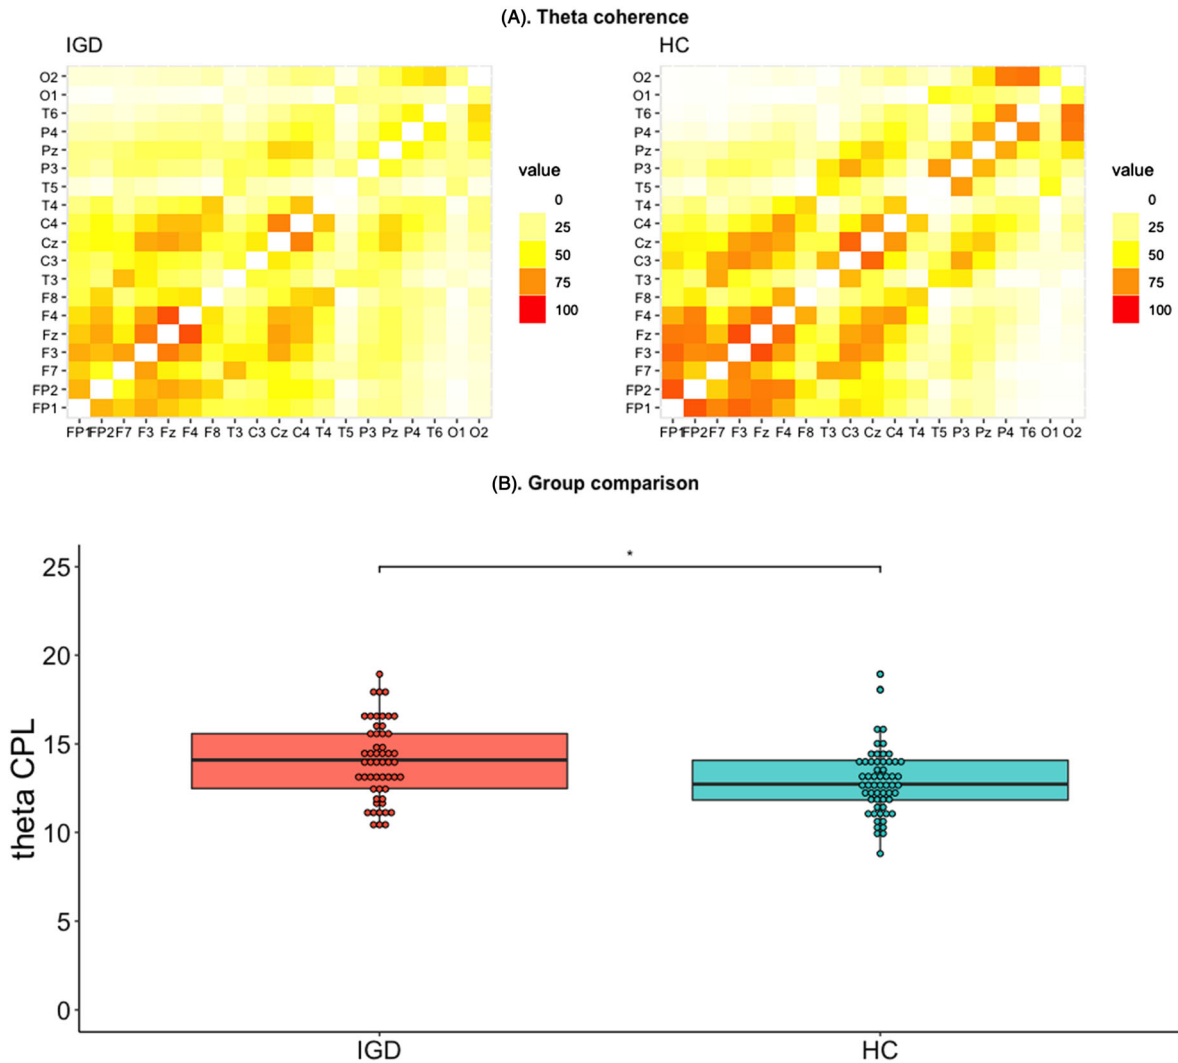 (A). Theta coherence
IGD
HC
O2
O1
T6
P4
Pz
P3
T5
T4
C4
Cz
C3
T3
F8
F4
Fz
F3
F7
FP2
FP1
FP1 FP2 F7 F3 Fz F4 F8 T3 C3 Cz C4 T4 T5 P3 Pz P4 T6 O1 O2
value
0
25
50
75
100
O2
O1
T6
P4
Pz
P3
T5
T4
C4
Cz
C3
T3
F8
F4
Fz
F3
F7
FP2
FP1
FP1 FP2 F7 F3 Fz F4 F8 T3 C3 Cz C4 T4 T5 P3 Pz P4 T6 O1 O2
value
0
25
50
75
100
(B). Group comparison
*
theta CPL
25
20
15
10
5
0
IGD
HC